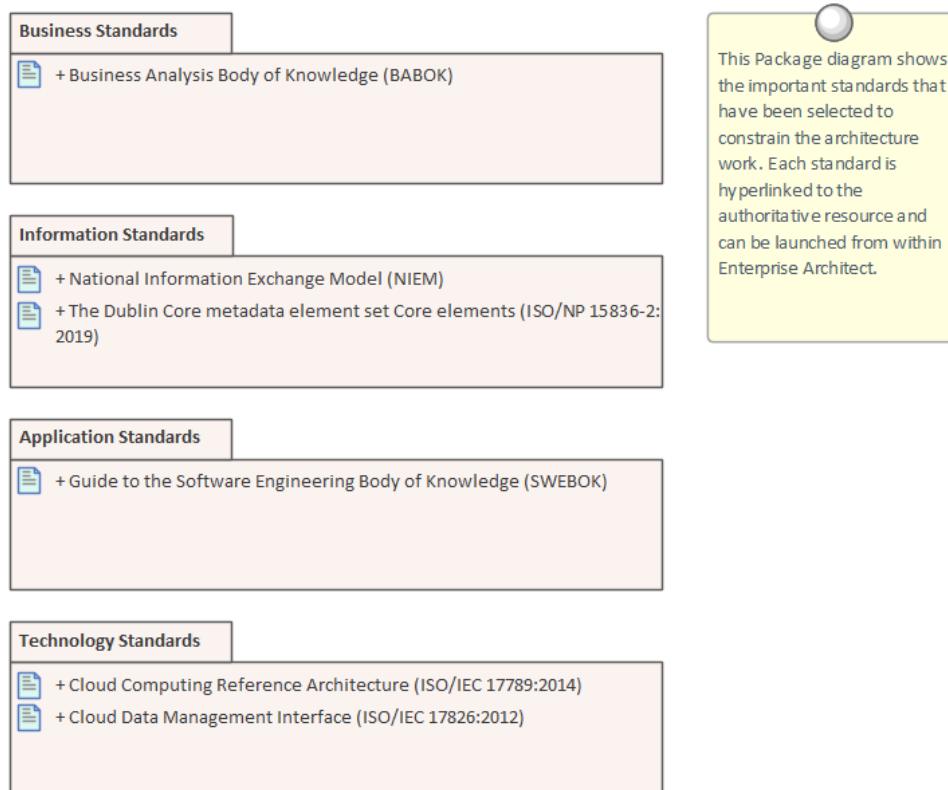 Business Standards
+ Business Analysis Body of Knowledge (BABOK)
Information Standards
+ National Information Exchange Model (NIEM)
+ The Dublin Core metadata element set Core elements (ISO/NP 15836-2:
2019)
Application Standards
+ Guide to the Software Engineering Body of Knowledge (SWEBOK)
Technology Standards
+ Cloud Computing Reference Architecture (ISO/IEC 17789:2014)
+ Cloud Data Management Interface (ISO/IEC 17826:2012)
This Package diagram shows
the important standards that
have been selected to
constrain the architecture
work. Each standard is
hyperlinked to the
authoritative resource and
can be launched from within
Enterprise Architect.